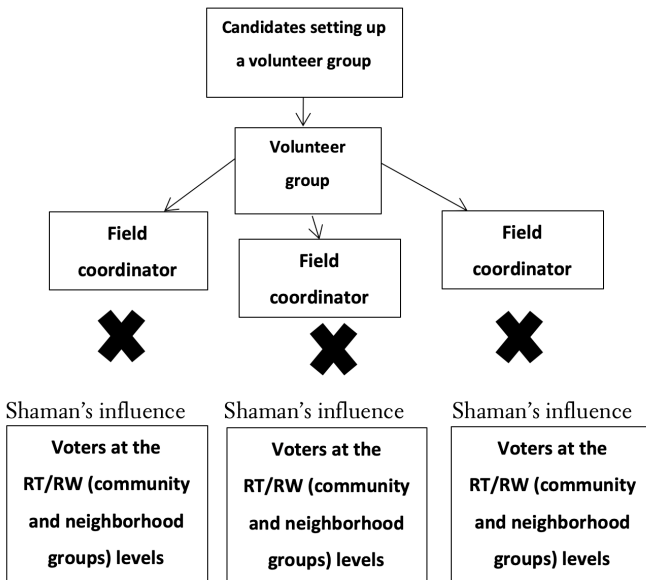 Candidates setting up
a volunteer group
Volunteer
group
Field
coordinator
Field
coordinator
Field
coordinator
Shaman's influence
Voters at the
RT/RW (community
and neighborhood
groups) levels
Shaman's influence
Voters at the
RT/RW (community
and neighborhood
groups) levels
Shaman's influence
Voters at the
RT/RW (community
and neighborhood
groups) levels